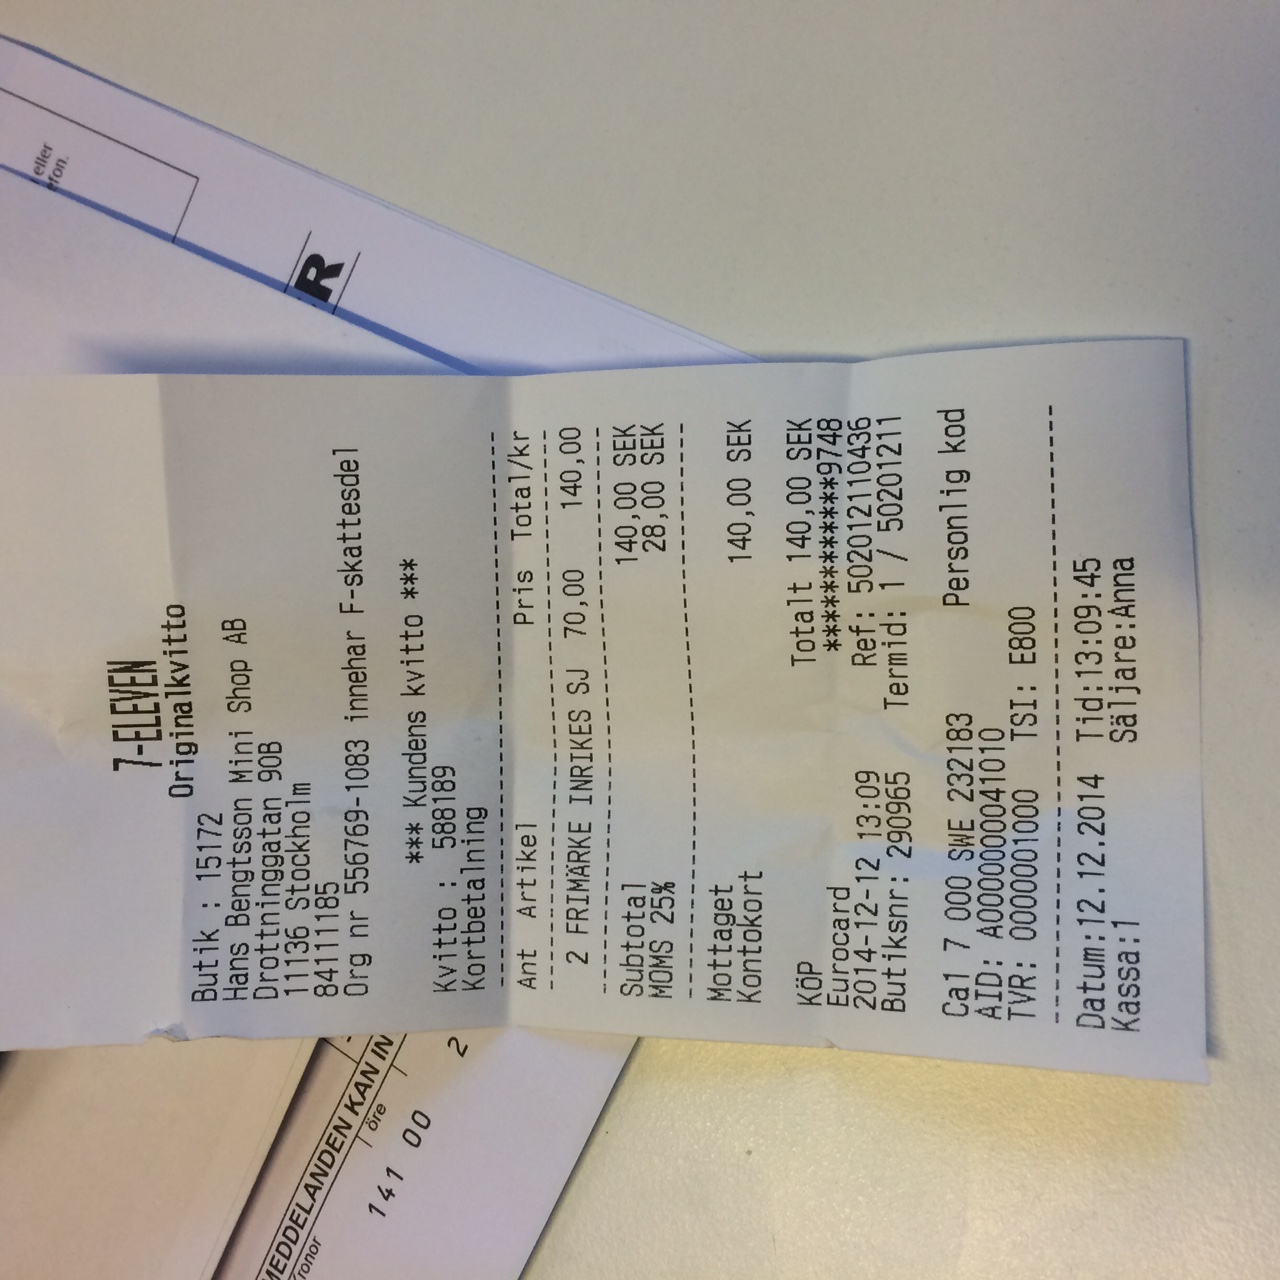 7-ELEVEN
Originalkvitto
Butik : 15172
Hans Bengtsson Mini Shop AB
Drottninggatan 90B
11136 Stockholm
84111185
Org nr 556769-1083 innehar F-skattesdel
*** Kundens kvitto ***
Kvitto : 588189
Kortbetalning
Ant Artikel Pris Total/kr
2 FRIMÄRKE INRIKES SJ 70,00 140,00
Subtotal 140,00 SEK
MOMS 25% 28,00 SEK
Mottaget
Kontokort 140,00 SEK
KÖP Totalt 140,00 SEK
Eurocard ************9748
2014-12-12 13:09 Ref: 502012110436
Butiksnr: 290965 Termid: 1 / 50201211
Ca1 7 000 SWE 232183 Personlig kod
AID: A0000000041010
TVR: 0000001000 TSI: E800
Datum:12.12.2014 Tid:13:09:45
Kassa:1 Säljare:Anna
MEDDELANDEN KAN IN
öre
141 00 2
eller
R